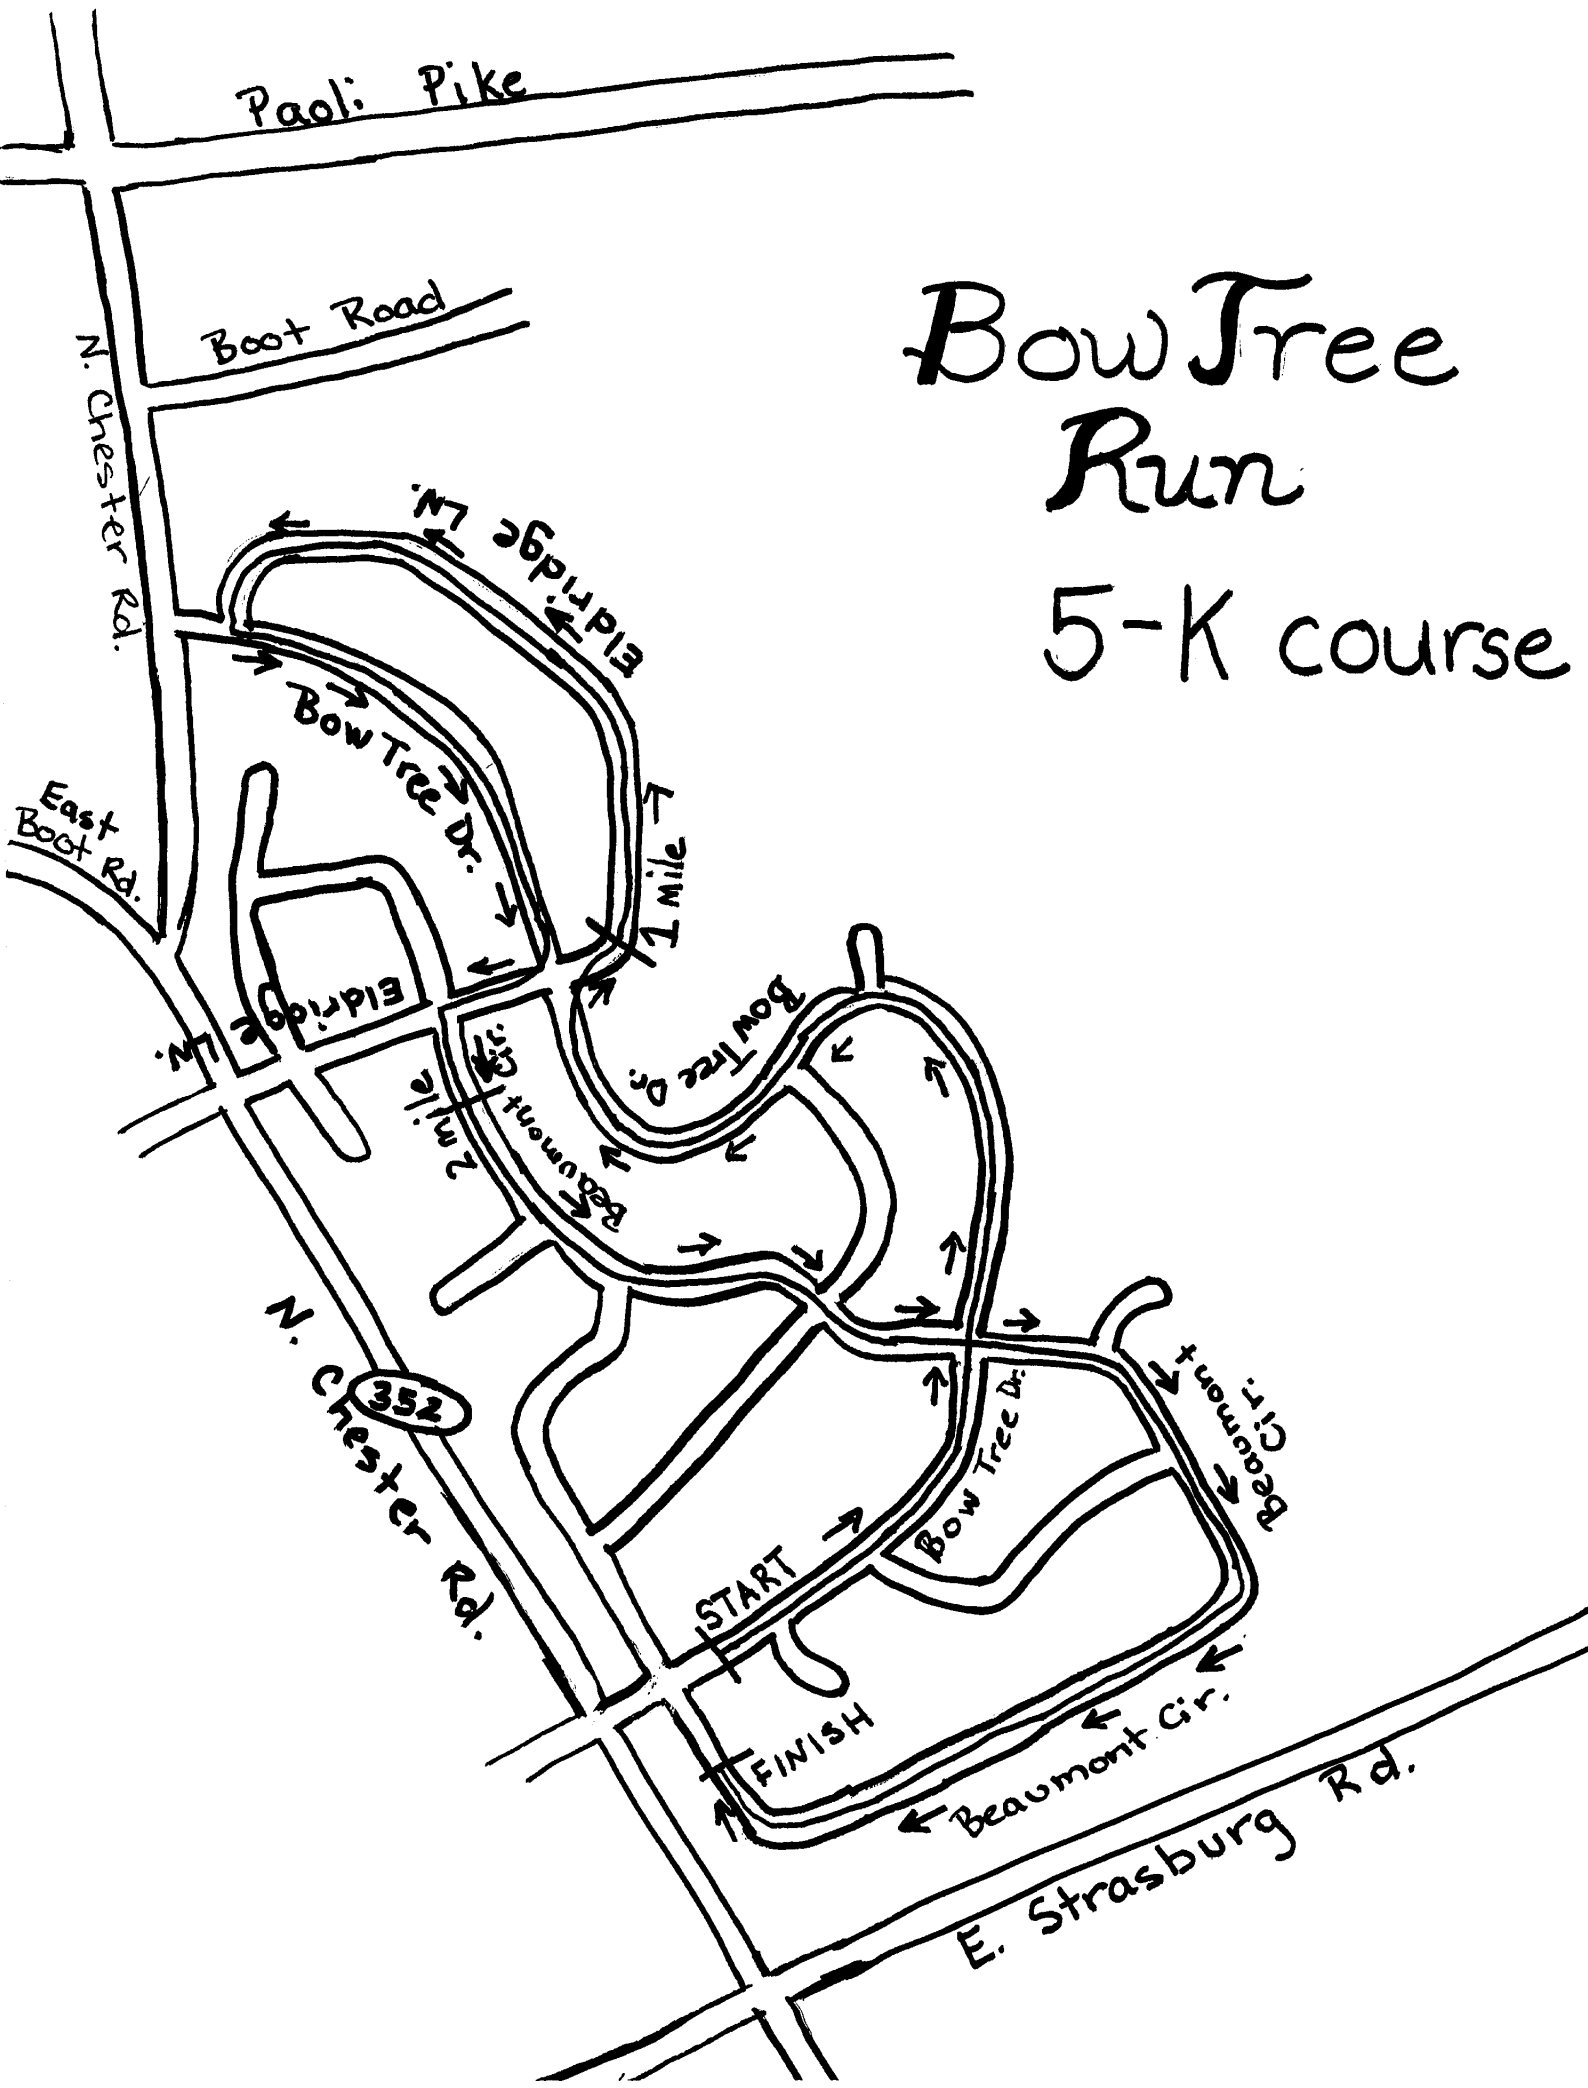 Paoli Pike
Boot Road
N. Chester Rd.
Bow Tree
Run
5-K course
Eldridge Ln.
Bow Tree Dr.
East
Boot Rd.
1 Mile
Eldridge Ln.
Bow Tree Dr.
2 mile
Beaumont Cir.
N. Chester Rd.
352
Beaumont Cir.
Bow Tree Dr.
START
FINISH
Beaumont Cir.
E. Strasburg Rd.